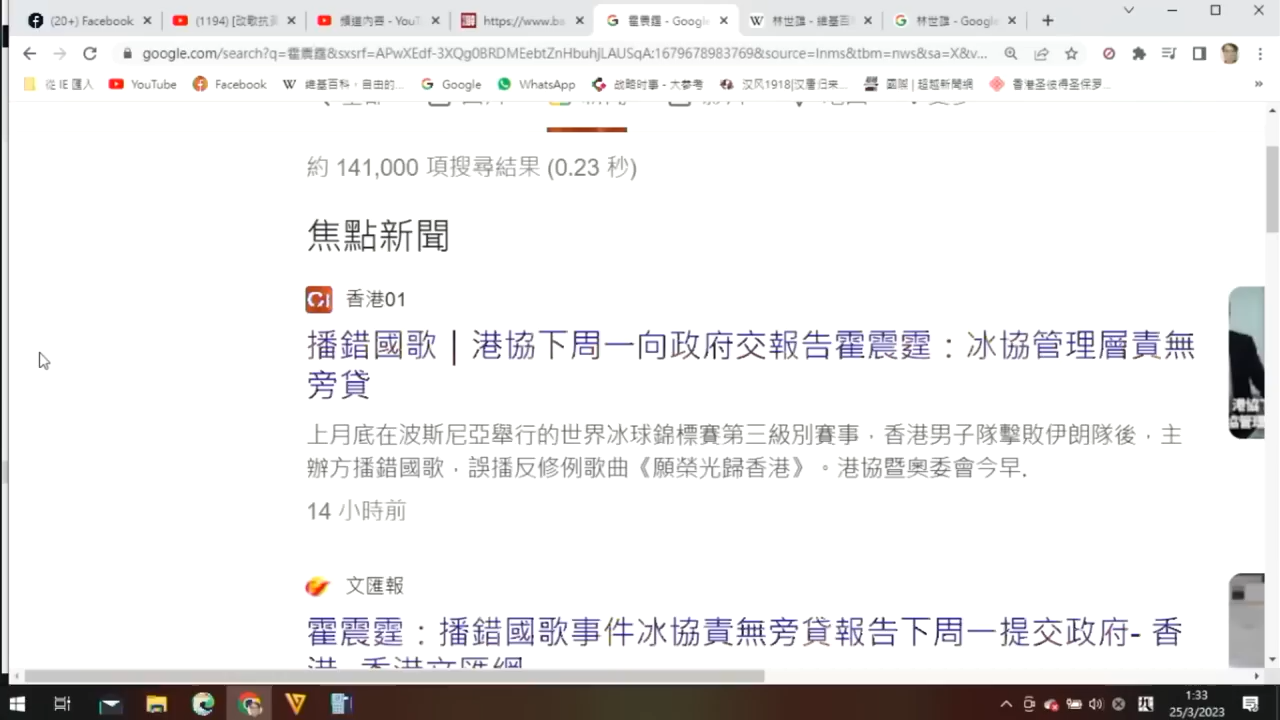 (20+) Facebook
(1194) [改歌抗
頻道內容 - YouT
https://www.ba
霍震霆 - Google
林世雄 - 維基百
林世雄 - Google
google.com/search?q=霍震霆&sxsrf=APwXEdf-3XQg0BRDMEebtZnHbuhjLAUSqA:1679678983769&source=lnms&tbm=nws&sa=X&v...
從 IE 匯入
YouTube
Facebook
維基百科，自由的...
Google
WhatsApp
战略时事 - 大參考
汉风1918[汉唐归来...
國際 | 超越新聞網
香港圣彼得圣保罗...
約 141,000 項搜尋結果 (0.23 秒)
焦點新聞
香港01
播錯國歌｜港協下周一向政府交報告霍震霆：冰協管理層責無
旁貸
上月底在波斯尼亞舉行的世界冰球錦標賽第三級別賽事，香港男子隊擊敗伊朗隊後，主
辦方播錯國歌，誤播反修例歌曲《願榮光歸香港》。港協暨奧委會今早.
14 小時前
文匯報
霍震霆：播錯國歌事件冰協責無旁貸報告下周一提交政府- 香
港 - 香港文匯網
1:33
25/3/2023